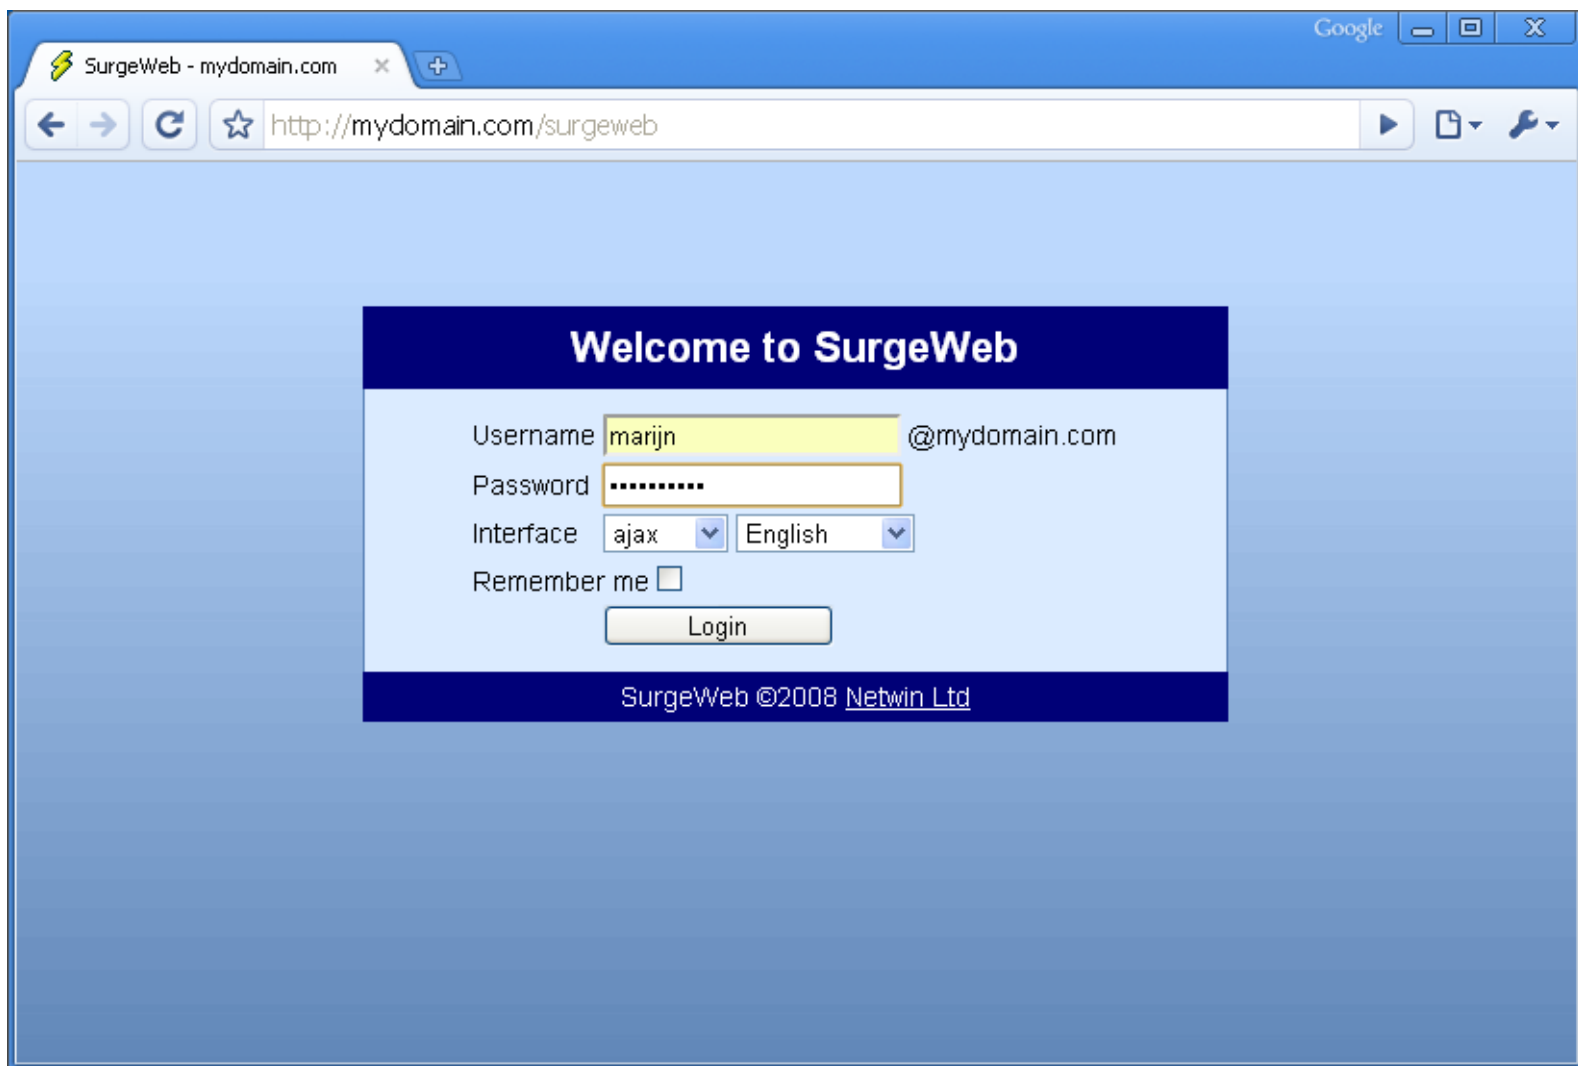 Google
SurgeWeb - mydomain.com
http://mydomain.com/surgeweb
Welcome to SurgeWeb
Username marijn @mydomain.com
Password ••••••••••
Interface ajax English
Remember me
Login
SurgeWeb ©2008 Netwin Ltd